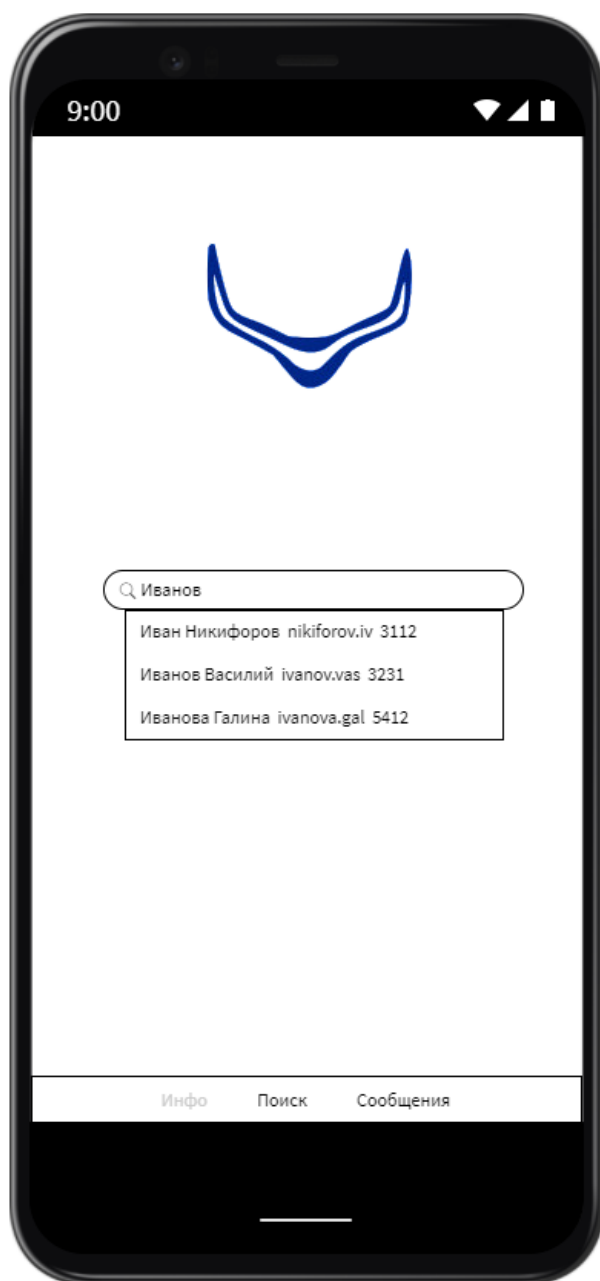 9:00
Иванов
Иван Никифоров nikiforov.iv 3112
Иванов Василий ivanov.vas 3231
Иванова Галина ivanova.gal 5412
Инфо Поиск Сообщения